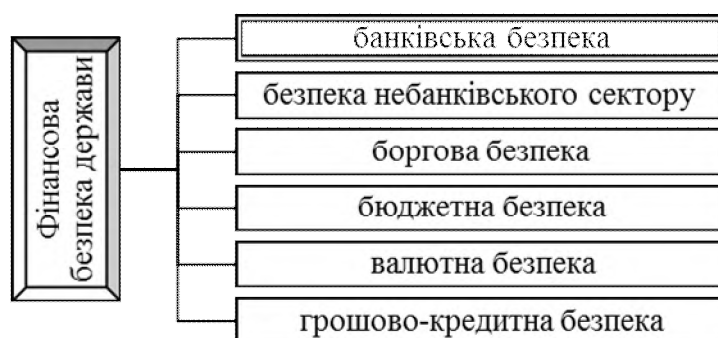 Фінансова
безпека держави
банківська безпека
безпека небанківського сектору
боргова безпека
бюджетна безпека
валютна безпека
грошово-кредитна безпека